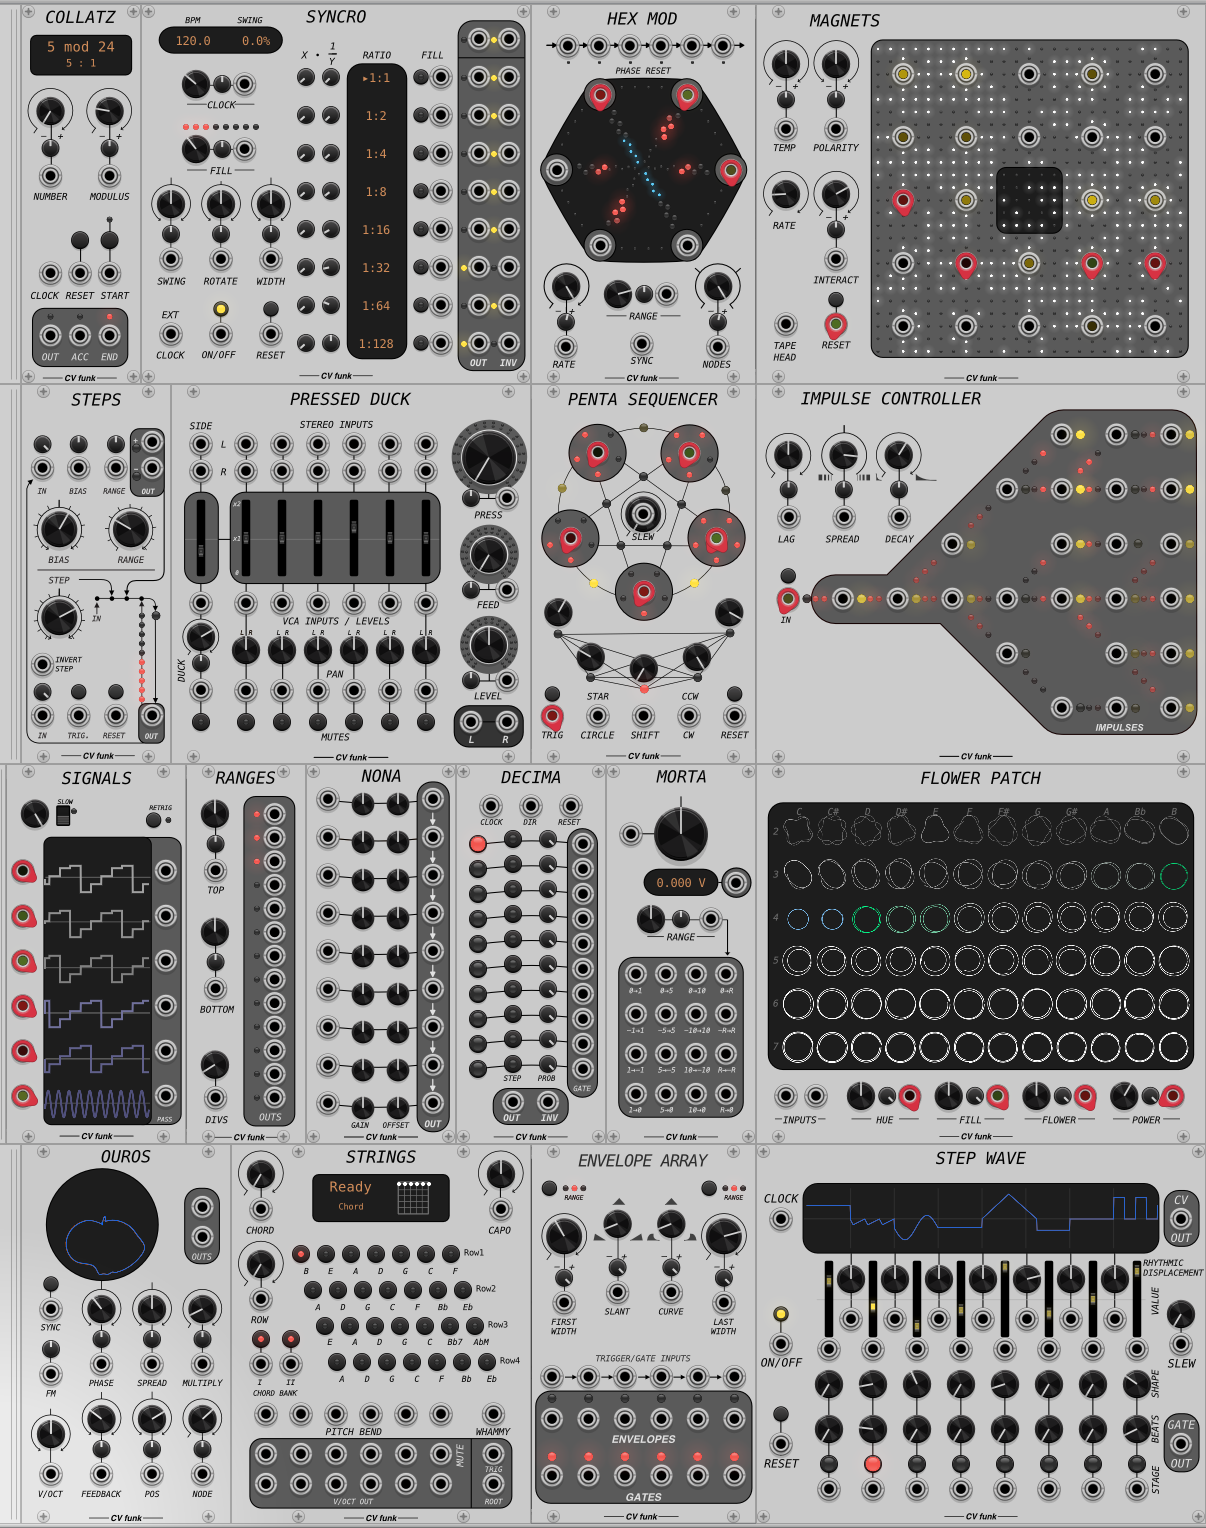 COLLATZ
5 mod 24
5 : 1
NUMBER MODULUS
CLOCK RESET START
OUT ACC END
CV funk
SYNCRO
BPM SWING
120.0 0.0%
X · 1/Y RATIO FILL
CLOCK
FILL
SWING ROTATE WIDTH
EXT CLOCK
ON/OFF
RESET
▸1:1
1:2
1:4
1:8
1:16
1:32
1:64
1:128
OUT INV
CV funk
HEX MOD
PHASE RESET
RANGE
RATE SYNC NODES
CV funk
MAGNETS
TEMP POLARITY
RATE
INTERACT
TAPE HEAD
RESET
CV funk
STEPS
IN BIAS RANGE OUT
BIAS RANGE
STEP
IN
INVERT STEP
IN TRIG. RESET OUT
CV funk
PRESSED DUCK
SIDE STEREO INPUTS
L
R
x2
x1
0
VCA INPUTS / LEVELS
L R L R L R L R L R L R
PAN
DUCK
MUTES
PRESS
FEED
LEVEL
L R
CV funk
PENTA SEQUENCER
SLEW
STAR CCW
TRIG CIRCLE SHIFT CW RESET
CV funk
IMPULSE CONTROLLER
LAG SPREAD DECAY
IN
IMPULSES
CV funk
SIGNALS
SLOW
RETRIG
PASS
CV funk
RANGES
TOP
BOTTOM
DIVS
OUTS
CV funk
NONA
GAIN OFFSET OUT
CV funk
DECIMA
CLOCK DIR RESET
STEP PROB
GATE
OUT INV
CV funk
MORTA
0.000 V
RANGE
0→1 0→5 0→10 0→R
-1→1 -5→5 -10→10 -R→R
1→-1 5→-5 10→-10 R→-R
1→0 5→0 10→0 R→0
CV funk
FLOWER PATCH
C C# D D# E F F# G G# A Bb B
2
3
4
5
6
7
INPUTS HUE FILL FLOWER POWER
CV funk
OUROS
OUTS
SYNC
FM
PHASE SPREAD MULTIPLY
V/OCT FEEDBACK POS NODE
CV funk
STRINGS
Ready
Chord
CHORD CAPO
ROW
Row1
B E A D G C F
Row2
A D G C F Bb Eb
Row3
E A D G C Bb7 AbM
Row4
A D G C F Bb Eb
I II
CHORD BANK
PITCH BEND WHAMMY
MUTE
TRIG
V/OCT OUT ROOT
CV funk
ENVELOPE ARRAY
RANGE RANGE
SLANT CURVE
FIRST WIDTH
LAST WIDTH
TRIGGER/GATE INPUTS
ENVELOPES
GATES
CV funk
STEP WAVE
CLOCK
CV OUT
RHYTHMIC DISPLACEMENT
VALUE
ON/OFF
SLEW
SHAPE
BEATS
RESET
GATE OUT
STAGE
CV funk